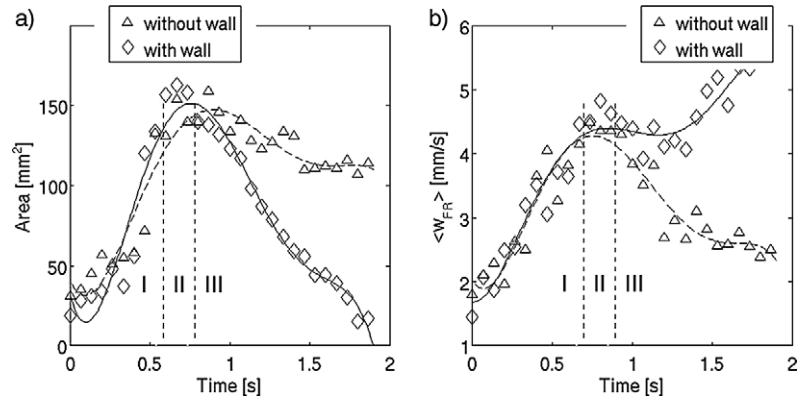 a)
without wall
with wall
150
100
50
0
Area [mm²]
I II III
0 0.5 1 1.5 2
Time [s]
b)
without wall
with wall
6
5
4
3
2
1
<w_FR> [mm/s]
I II III
0 0.5 1 1.5 2
Time [s]